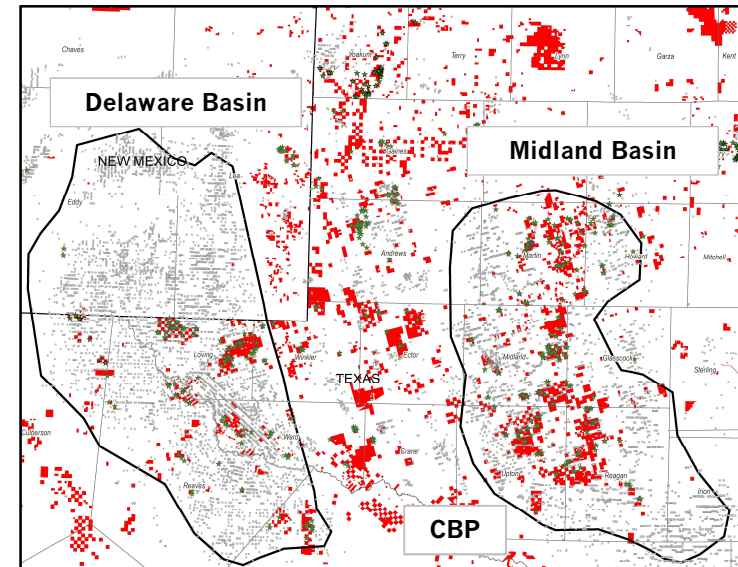 Chaves
Yoakum
Terry
Lynn
Garza
Kent
Delaware Basin
Midland Basin
NEW MEXICO
Lea
Gaines
Eddy
Andrews
Martin
Howard
Mitchell
Loving
Winkler
Ector
Midland
Glasscock
Sterling
TEXAS
Culberson
Ward
Crane
Upton
Reagan
Reeves
Irion
CBP